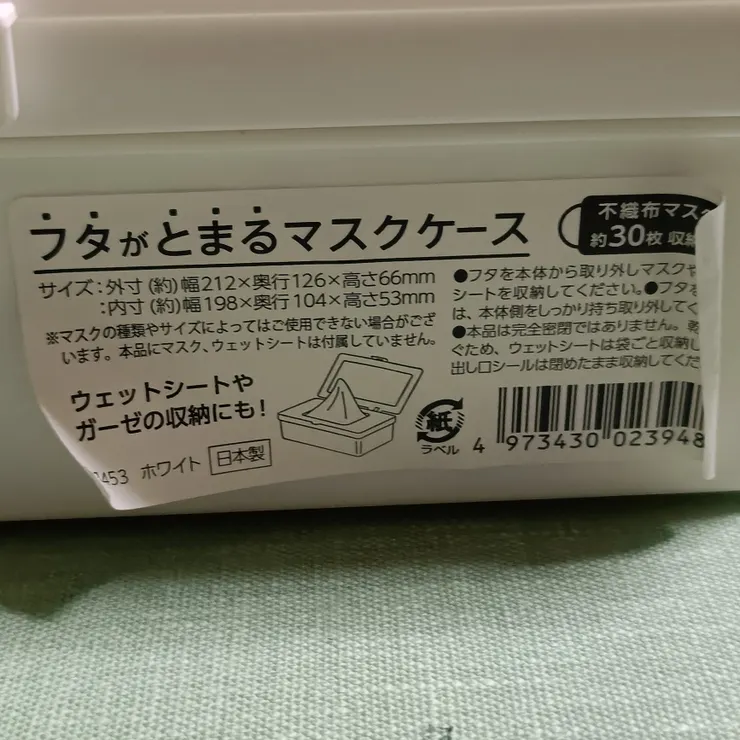 フタがとまるマスクケース
サイズ：外寸（約）幅212×奥行126×高さ66mm
：内寸（約）幅198×奥行104×高さ53mm
※マスクの種類やサイズによってはご使用できない場合がござ
います。本品にマスク、ウェットシートは付属していません。
ウェットシートや
ガーゼの収納にも！
453 ホワイト 日本製
不織布マス
約30枚 収納
●フタを本体から取り外しマスクや
シートを収納してください。●フタを
は、本体側をしっかり持ち取り外してく
●本品は完全密閉ではありません。乾
ぐため、ウェットシートは袋ごと収納し
出し口シールは閉めたまま収納してくだ
紙
ラベル
4 973430 023948